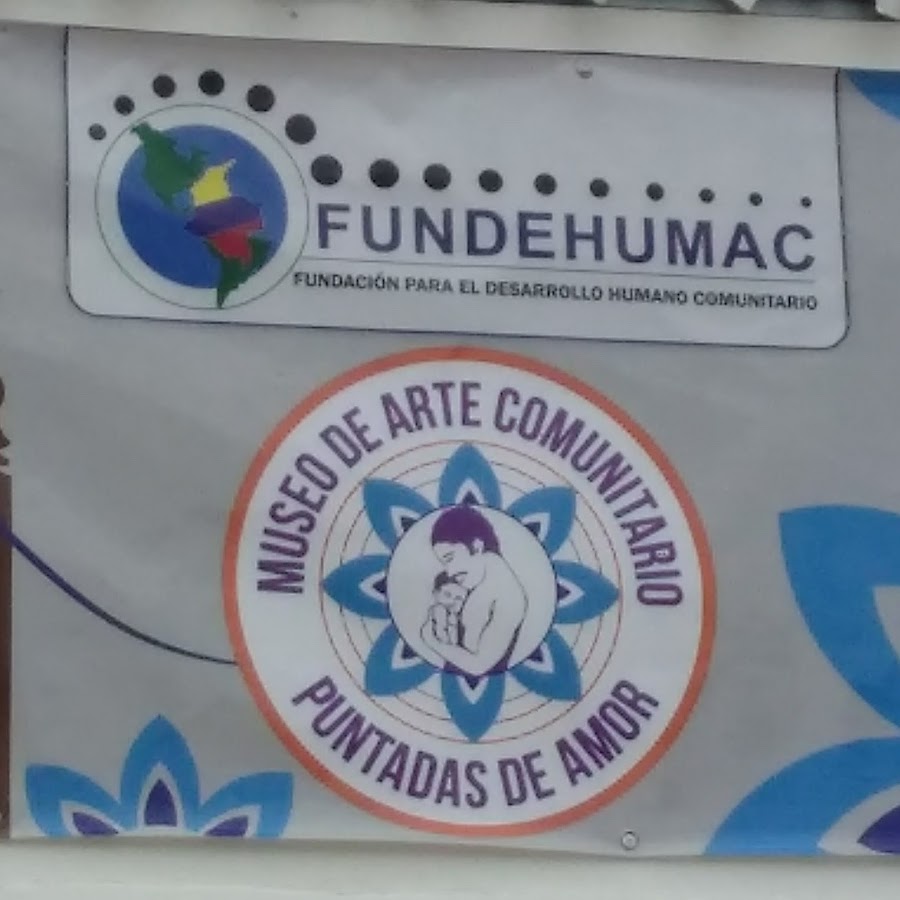 FUNDEHUMAC
FUNDACIÓN PARA EL DESARROLLO HUMANO COMUNITARIO
MUSEO DE ARTE COMUNITARIO
PUNTADAS DE AMOR